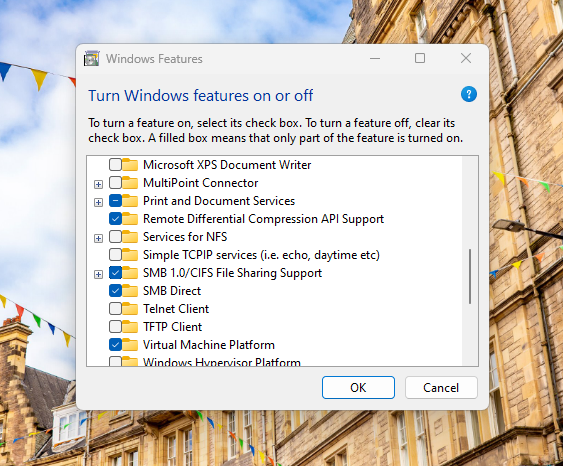 Windows Features
Turn Windows features on or off
To turn a feature on, select its check box. To turn a feature off, clear its
check box. A filled box means that only part of the feature is turned on.
Microsoft XPS Document Writer
MultiPoint Connector
Print and Document Services
Remote Differential Compression API Support
Services for NFS
Simple TCPIP services (i.e. echo, daytime etc)
SMB 1.0/CIFS File Sharing Support
SMB Direct
Telnet Client
TFTP Client
Virtual Machine Platform
Windows Hypervisor Platform
OK
Cancel